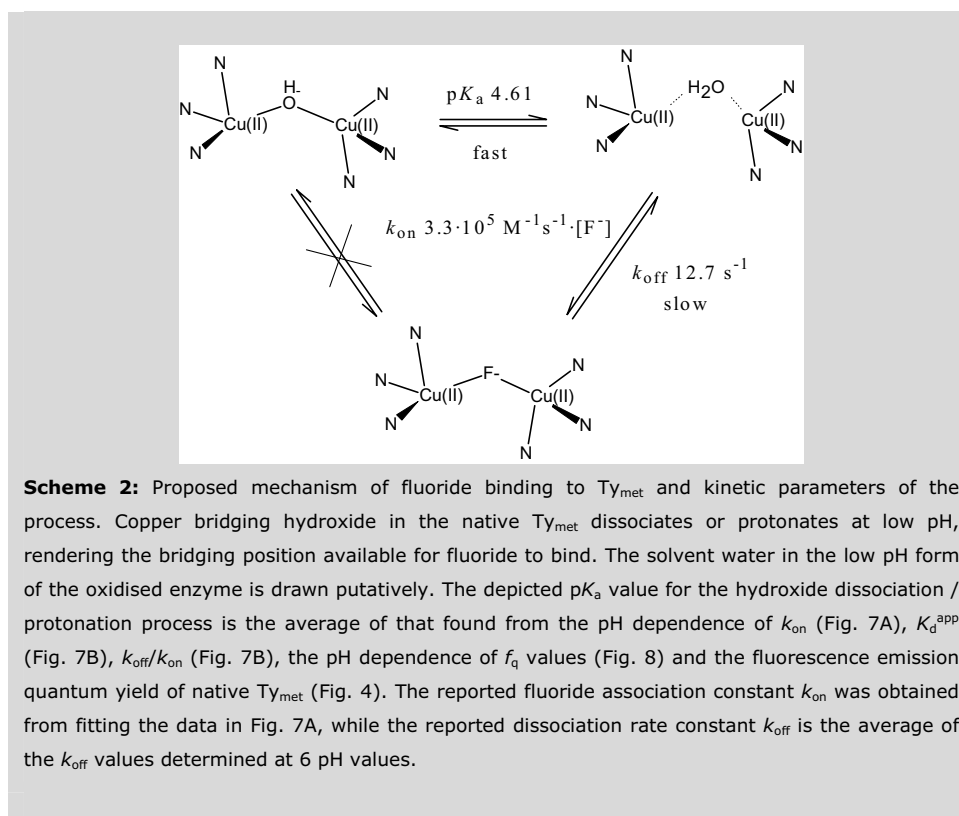 N H- N
N O N pKₐ 4.61 N H₂O N
Cu(II) Cu(II) Cu(II) Cu(II)
N N fast N N
N N
kon 3.3·10⁵ M⁻¹s⁻¹·[F⁻]
koff 12.7 s⁻¹
slow
N
N F- N
Cu(II) Cu(II)
N N
N
Scheme 2: Proposed mechanism of fluoride binding to Tymet and kinetic parameters of the
process. Copper bridging hydroxide in the native Tymet dissociates or protonates at low pH,
rendering the bridging position available for fluoride to bind. The solvent water in the low pH form
of the oxidised enzyme is drawn putatively. The depicted pKa value for the hydroxide dissociation /
protonation process is the average of that found from the pH dependence of kon (Fig. 7A), Kdapp
(Fig. 7B), koff/kon (Fig. 7B), the pH dependence of fq values (Fig. 8) and the fluorescence emission
quantum yield of native Tymet (Fig. 4). The reported fluoride association constant kon was obtained
from fitting the data in Fig. 7A, while the reported dissociation rate constant koff is the average of
the koff values determined at 6 pH values.